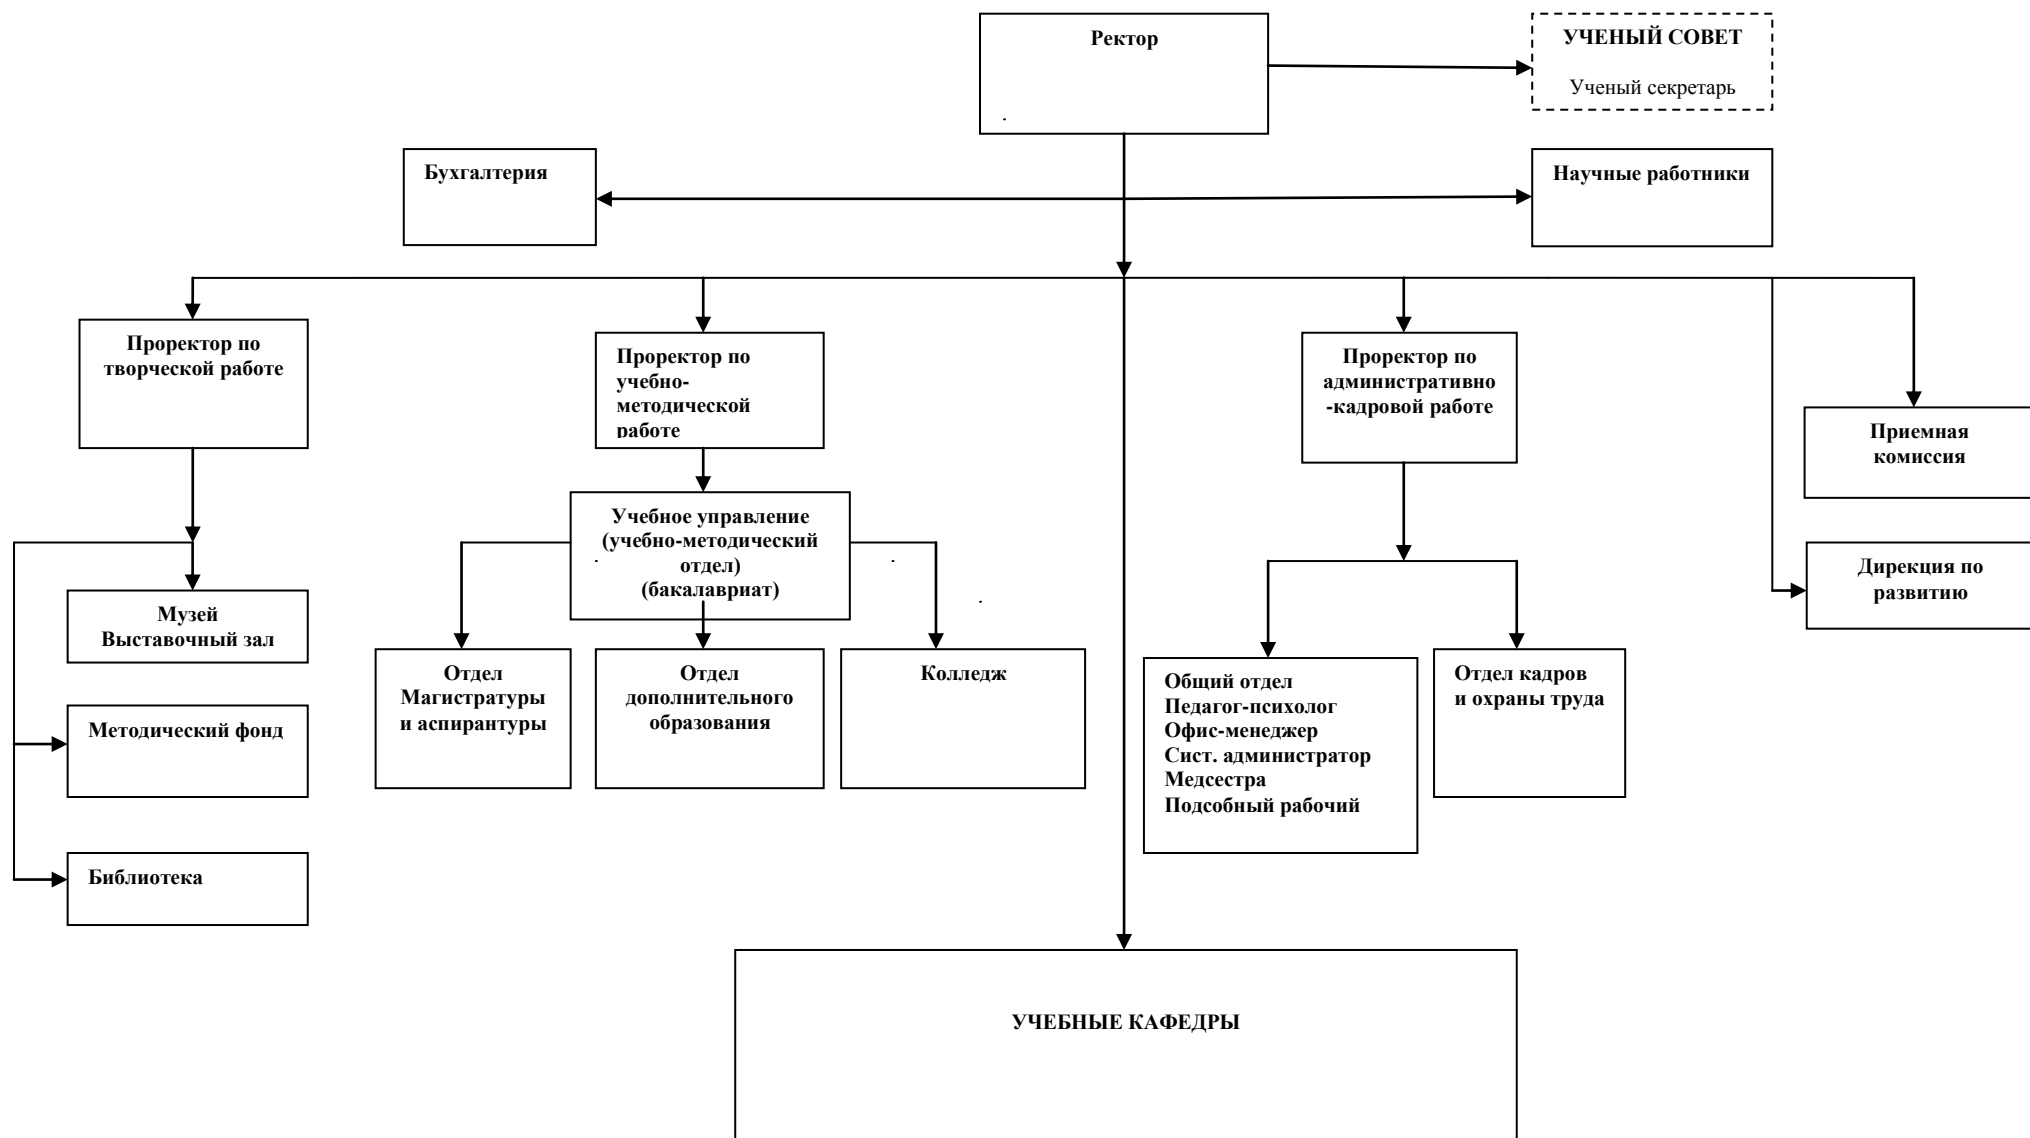 Ректор
УЧЕНЫЙ СОВЕТ
Ученый секретарь
Бухгалтерия
Научные работники
Проректор по
творческой работе
Проректор по
учебно-
методической
работе
Проректор по
административно
-кадровой работе
Приемная
комиссия
Учебное управление
(учебно-методический
отдел)
(бакалавриат)
Дирекция по
развитию
Музей
Выставочный зал
Отдел
Магистратуры
и аспирантуры
Отдел
дополнительного
образования
Колледж
Общий отдел
Педагог-психолог
Офис-менеджер
Сист. администратор
Медсестра
Подсобный рабочий
Отдел кадров
и охраны труда
Методический фонд
Библиотека
УЧЕБНЫЕ КАФЕДРЫ